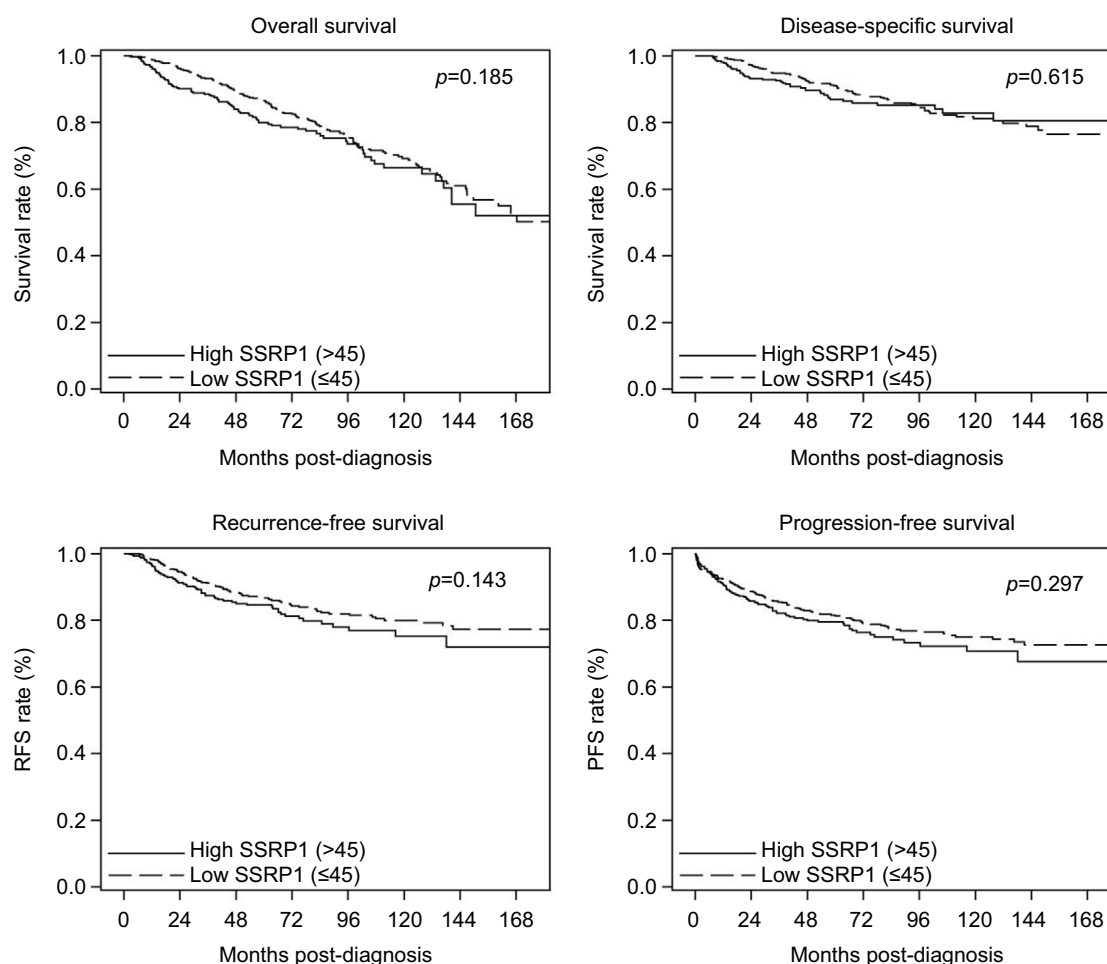 Overall survival
1.0
0.8
0.6
0.4
0.2
0.0
Survival rate (%)
p=0.185
High SSRP1 (>45)
Low SSRP1 (≤45)
0 24 48 72 96 120 144 168
Months post-diagnosis
Disease-specific survival
1.0
0.8
0.6
0.4
0.2
0.0
Survival rate (%)
p=0.615
High SSRP1 (>45)
Low SSRP1 (≤45)
0 24 48 72 96 120 144 168
Months post-diagnosis
Recurrence-free survival
1.0
0.8
0.6
0.4
0.2
0.0
RFS rate (%)
p=0.143
High SSRP1 (>45)
Low SSRP1 (≤45)
0 24 48 72 96 120 144 168
Months post-diagnosis
Progression-free survival
1.0
0.8
0.6
0.4
0.2
0.0
PFS rate (%)
p=0.297
High SSRP1 (>45)
Low SSRP1 (≤45)
0 24 48 72 96 120 144 168
Months post-diagnosis